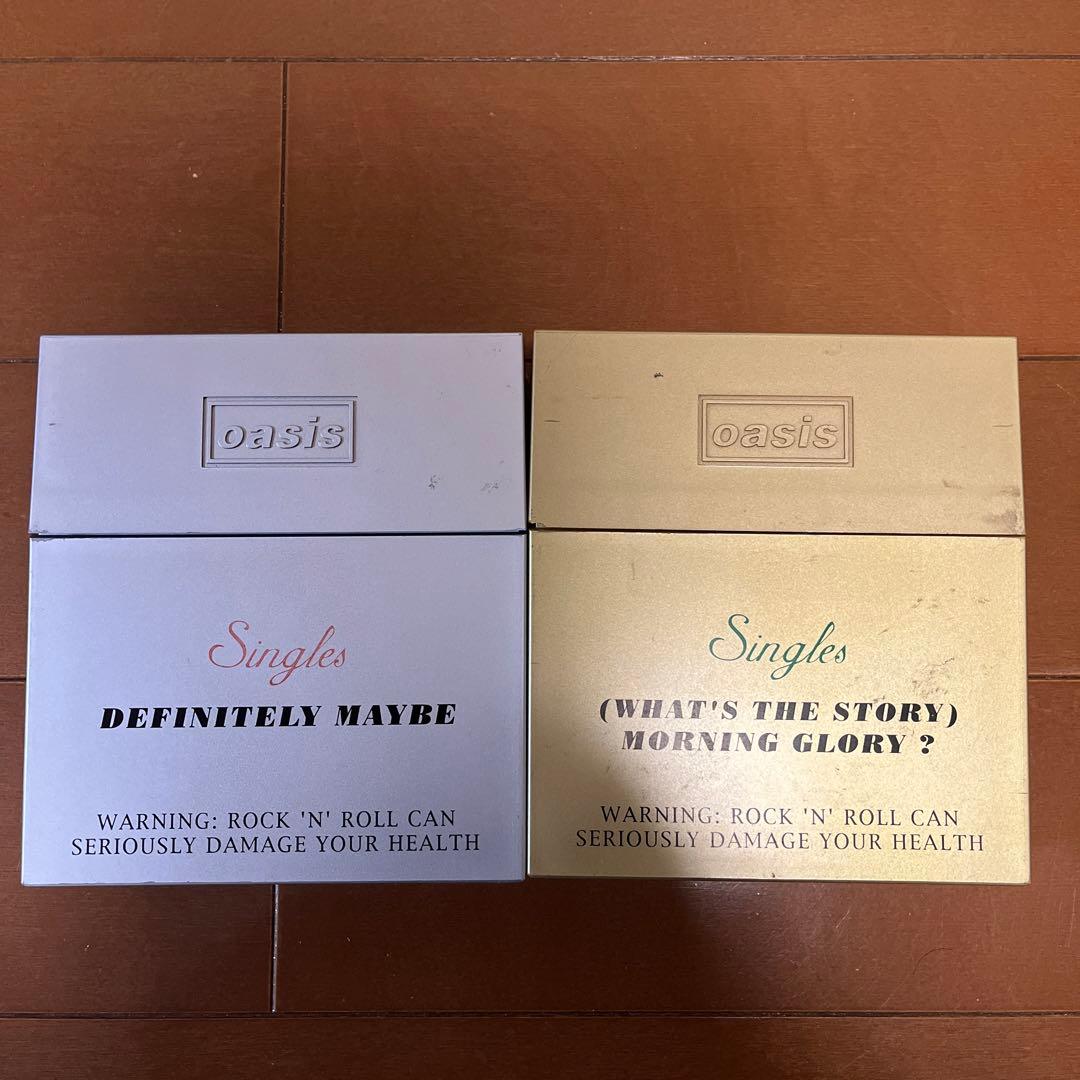 oasis
Singles
DEFINITELY MAYBE
WARNING: ROCK 'N' ROLL CAN
SERIOUSLY DAMAGE YOUR HEALTH
oasis
Singles
(WHAT'S THE STORY)
MORNING GLORY ?
WARNING: ROCK 'N' ROLL CAN
SERIOUSLY DAMAGE YOUR HEALTH